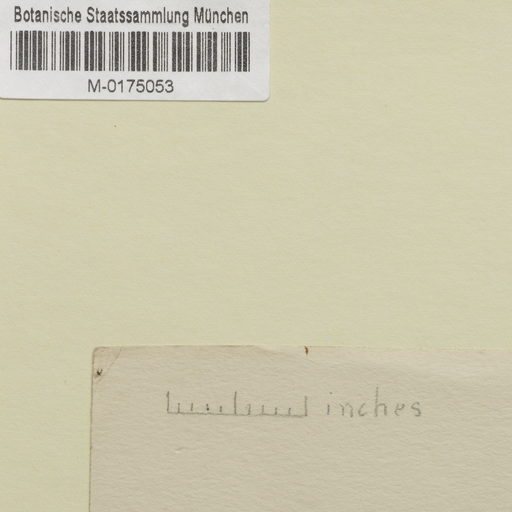 Botanische Staatssammlung München
M-0175053
inches